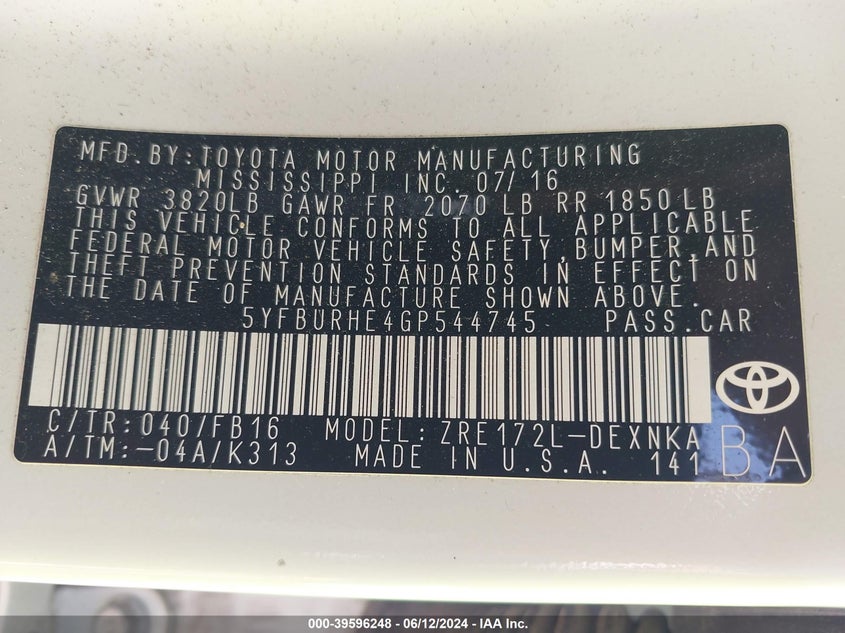 MFD.BY:TOYOTA MOTOR MANUFACTURING
MISSISSIPPI INC. 07/16
GVWR 3820LB GAWR FR 2070 LB RR 1850 LB
THIS VEHICLE CONFORMS TO ALL APPLICABLE
FEDERAL MOTOR VEHICLE SAFETY,BUMPER,AND
THEFT PREVENTION STANDARDS IN EFFECT ON
THE DATE OF MANUFACTURE SHOWN ABOVE.
5YFBURHE4GP544745 PASS.CAR
C/TR:040/FB16 MODEL:ZRE172L-DEXNKA
A/TM:-04A/K313 MADE IN U.S.A. 141
BA
000-39596248 - 06/12/2024 - IAA Inc.